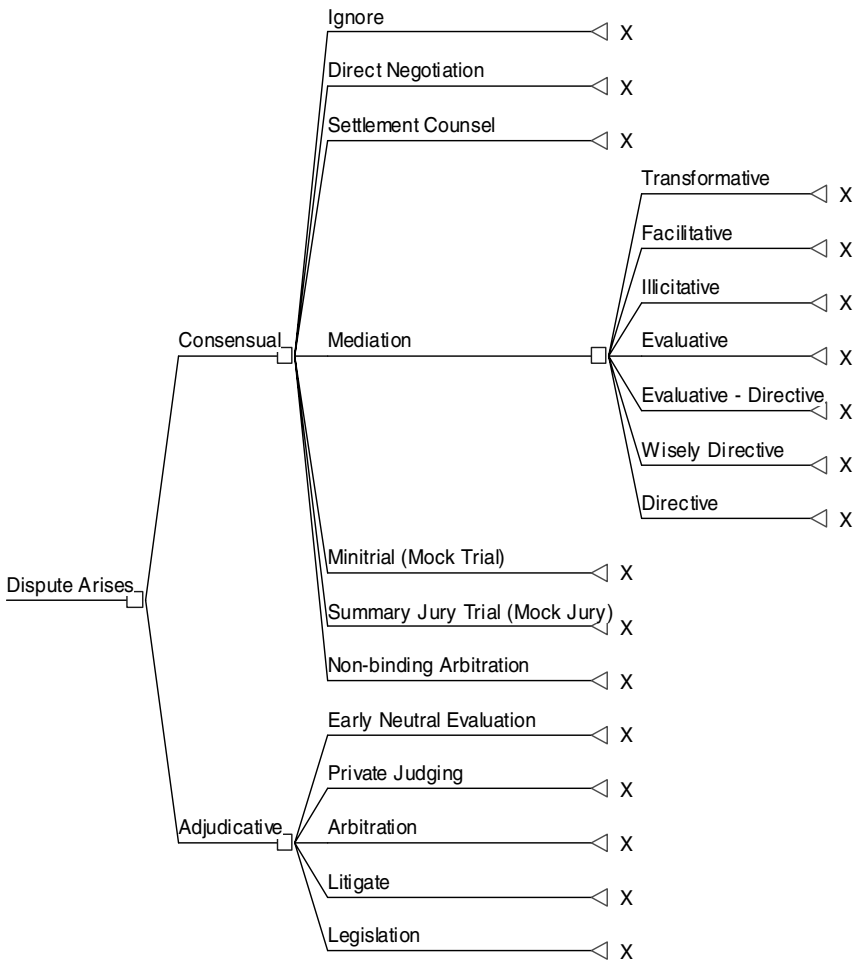 Ignore
X
Direct Negotiation
X
Settlement Counsel
X
Transformative
X
Facilitative
X
Illicitative
X
Consensual
Mediation
Evaluative
X
Evaluative - Directive
X
Wisely Directive
X
Directive
X
Minitrial (Mock Trial)
X
Dispute Arises
Summary Jury Trial (Mock Jury)
X
Non-binding Arbitration
X
Early Neutral Evaluation
X
Private Judging
X
Adjudicative
Arbitration
X
Litigate
X
Legislation
X